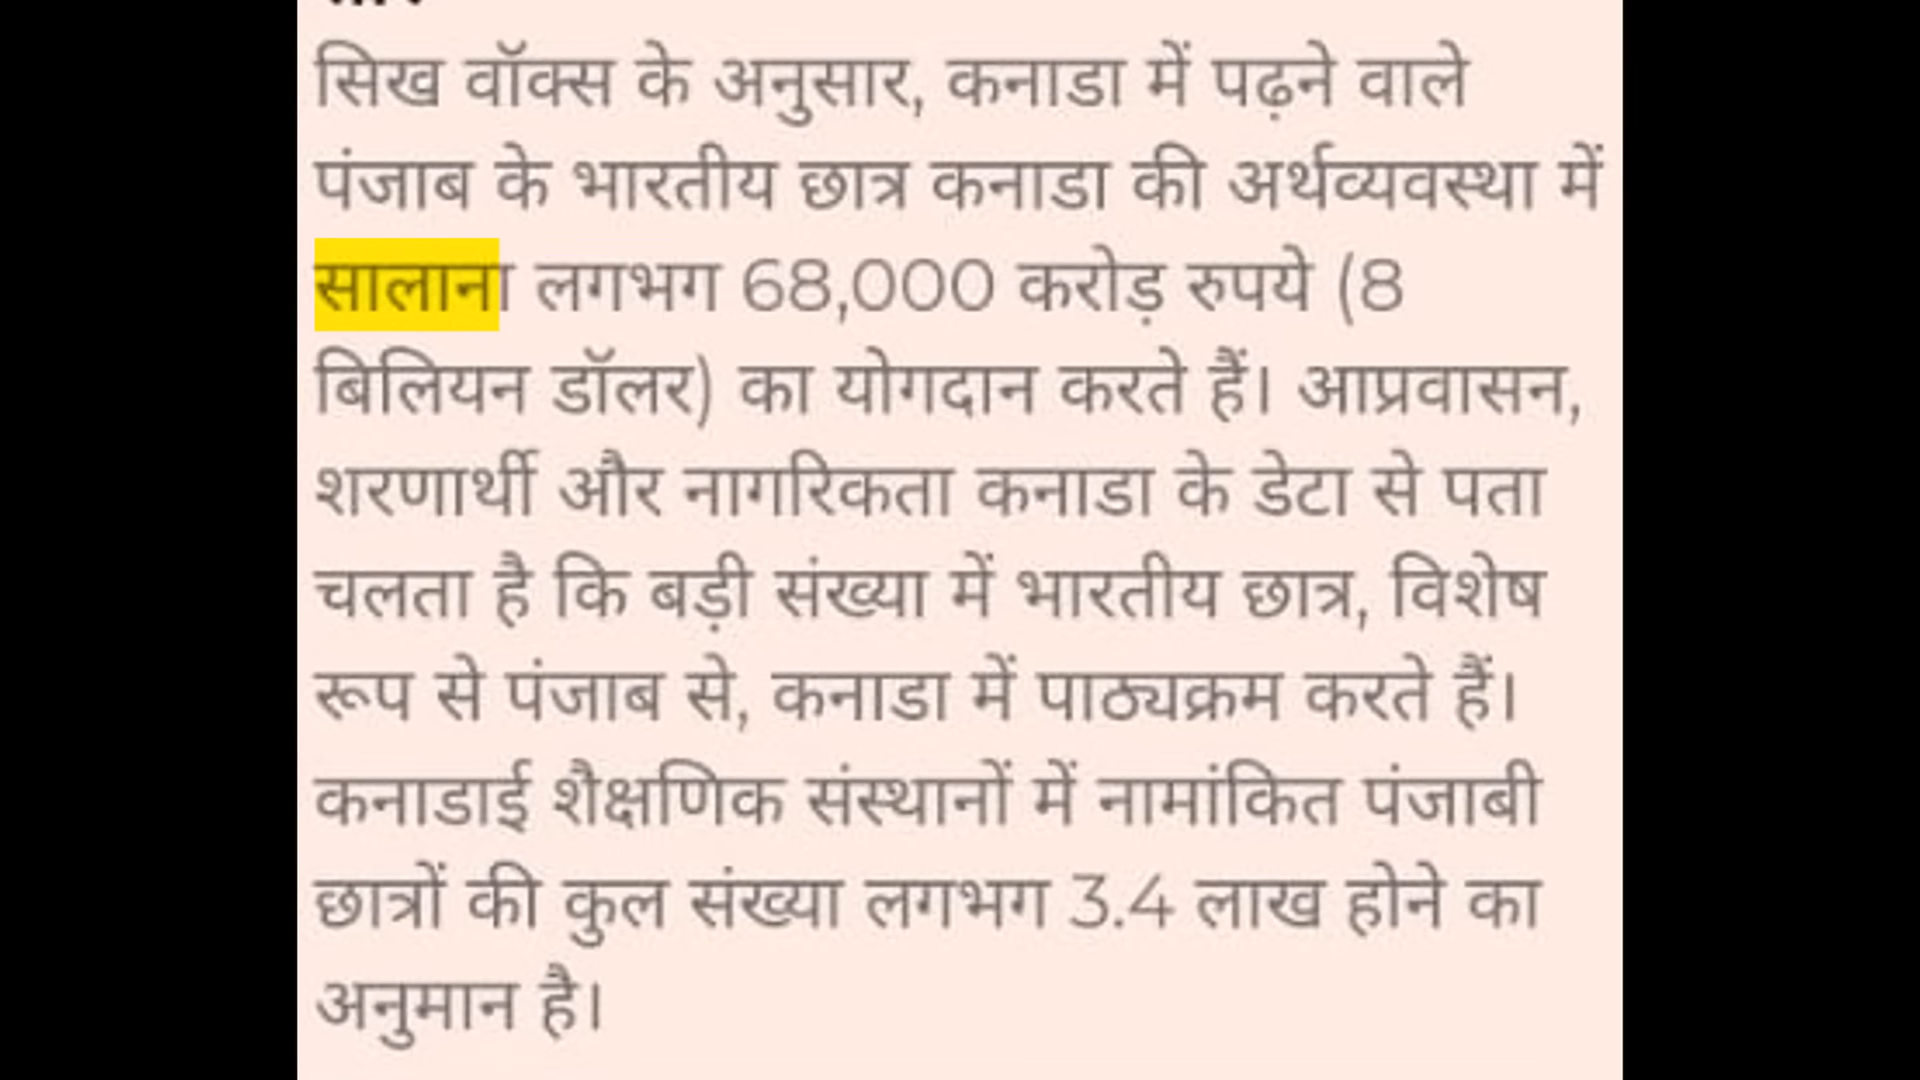 सिख वॉक्स के अनुसार, कनाडा में पढ़ने वाले
पंजाब के भारतीय छात्र कनाडा की अर्थव्यवस्था में
सालाना लगभग 68,000 करोड़ रुपये (8
बिलियन डॉलर) का योगदान करते हैं। आप्रवासन,
शरणार्थी और नागरिकता कनाडा के डेटा से पता
चलता है कि बड़ी संख्या में भारतीय छात्र, विशेष
रूप से पंजाब से, कनाडा में पाठ्यक्रम करते हैं।
कनाडाई शैक्षणिक संस्थानों में नामांकित पंजाबी
छात्रों की कुल संख्या लगभग 3.4 लाख होने का
अनुमान है।